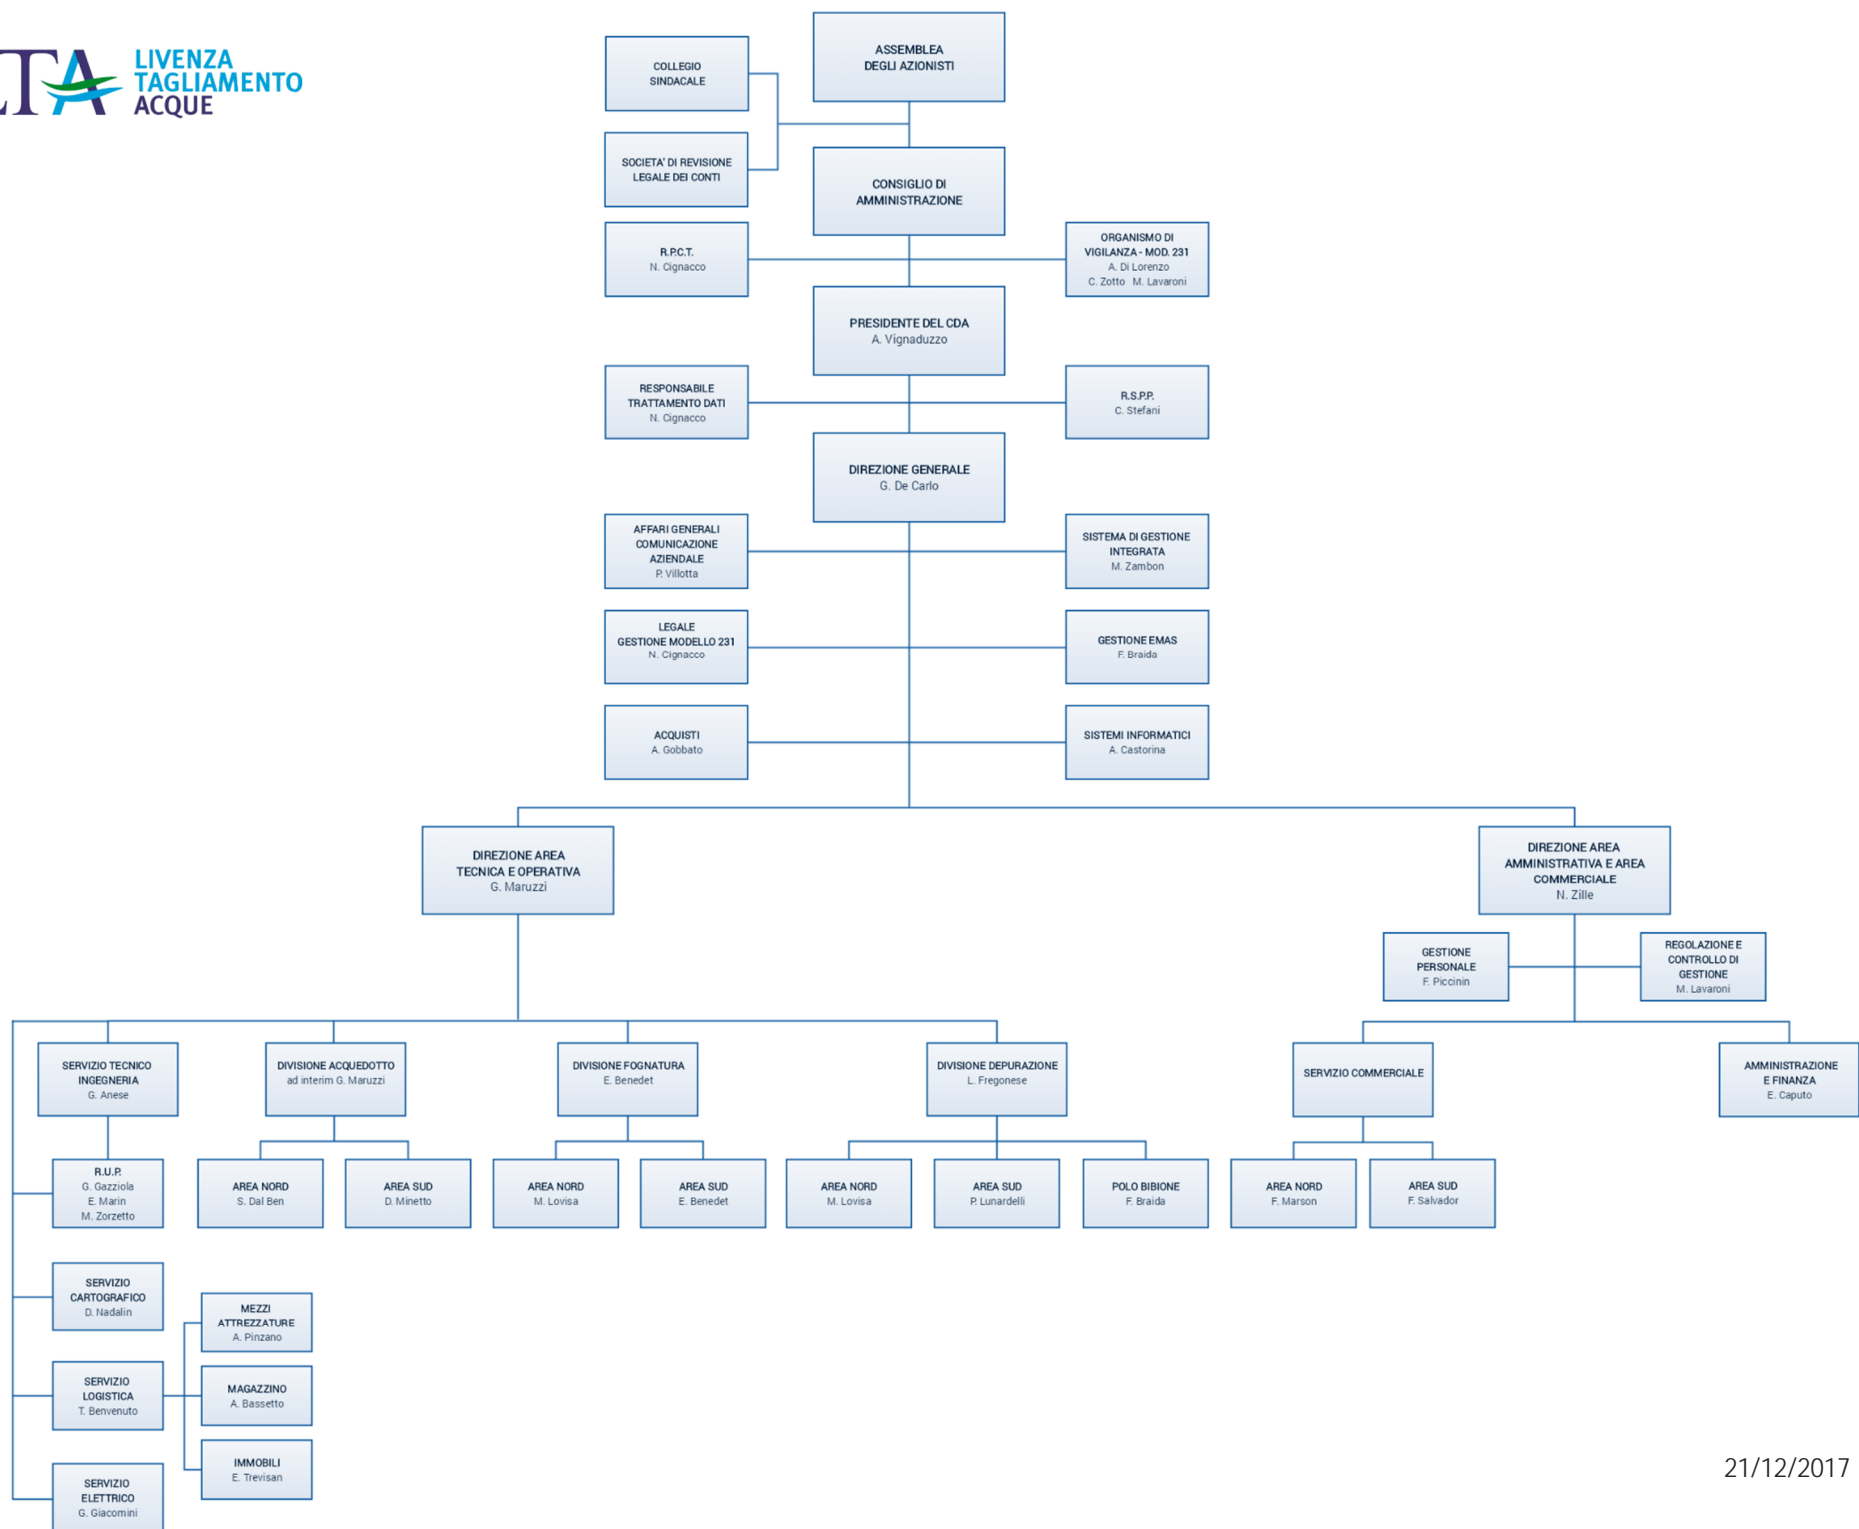 LTA
LIVENZA
TAGLIAMENTO
ACQUE
ASSEMBLEA
DEGLI AZIONISTI
COLLEGIO
SINDACALE
SOCIETA' DI REVISIONE
LEGALE DEI CONTI
CONSIGLIO DI
AMMINISTRAZIONE
R.P.C.T.
N. Cignacco
ORGANISMO DI
VIGILANZA - MOD. 231
A. Di Lorenzo
C. Zotto M. Lavaroni
PRESIDENTE DEL CDA
A. Vignaduzzo
RESPONSABILE
TRATTAMENTO DATI
N. Cignacco
R.S.P.P.
C. Stefani
DIREZIONE GENERALE
G. De Carlo
AFFARI GENERALI
COMUNICAZIONE
AZIENDALE
P. Villotta
SISTEMA DI GESTIONE
INTEGRATA
M. Zambon
LEGALE
GESTIONE MODELLO 231
N. Cignacco
GESTIONE EMAS
F. Braida
ACQUISTI
A. Gobbato
SISTEMI INFORMATICI
A. Castorina
DIREZIONE AREA
TECNICA E OPERATIVA
G. Maruzzi
DIREZIONE AREA
AMMINISTRATIVA E AREA
COMMERCIALE
N. Zille
GESTIONE
PERSONALE
F. Piccinin
REGOLAZIONE E
CONTROLLO DI
GESTIONE
M. Lavaroni
SERVIZIO TECNICO
INGEGNERIA
G. Anese
DIVISIONE ACQUEDOTTO
ad interim G. Maruzzi
DIVISIONE FOGNATURA
E. Benedet
DIVISIONE DEPURAZIONE
L. Fregonese
SERVIZIO COMMERCIALE
AMMINISTRAZIONE
E FINANZA
E. Caputo
R.U.P.
G. Gazziola
E. Marin
M. Zorzetto
AREA NORD
S. Dal Ben
AREA SUD
D. Minetto
AREA NORD
M. Lovisa
AREA SUD
E. Benedet
AREA NORD
M. Lovisa
AREA SUD
P. Lunardelli
POLO BIBIONE
F. Braida
AREA NORD
F. Marson
AREA SUD
F. Salvador
SERVIZIO
CARTOGRAFICO
D. Nadalin
MEZZI
ATTREZZATURE
A. Pinzano
SERVIZIO
LOGISTICA
T. Benvenuto
MAGAZZINO
A. Bassetto
IMMOBILI
E. Trevisan
SERVIZIO
ELETTRICO
G. Giacomini
21/12/2017